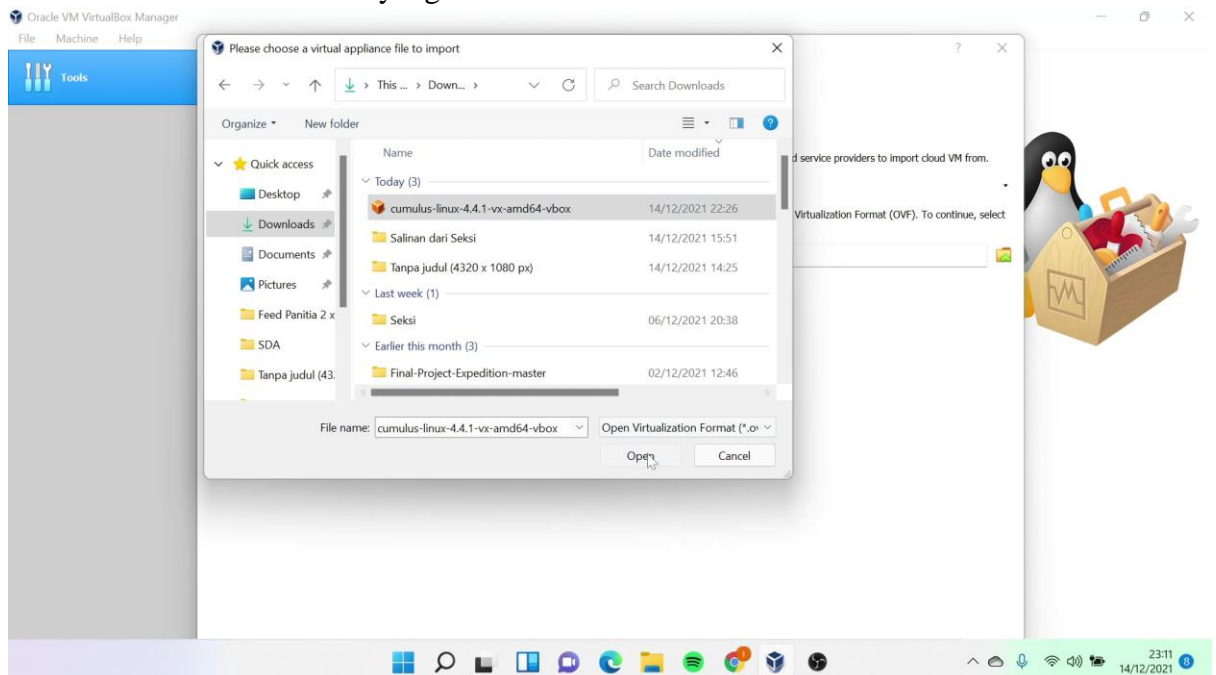 Oracle VM VirtualBox Manager
File Machine Help
Tools
Please choose a virtual appliance file to import
This ... > Down... >
Search Downloads
Organize New folder
Name Date modified
Quick access
Desktop
Downloads
Documents
Pictures
Feed Panitia 2 x
SDA
Tanpa judul (43
Today (3)
cumulus-linux-4.4.1-vx-amd64-vbox 14/12/2021 22:26
Salinan dari Seksi 14/12/2021 15:51
Tanpa judul (4320 x 1080 px) 14/12/2021 14:25
Last week (1)
Seksi 06/12/2021 20:38
Earlier this month (3)
Final-Project-Expedition-master 02/12/2021 12:46
File name: cumulus-linux-4.4.1-vx-amd64-vbox Open Virtualization Format (*.ov
Open Cancel
d service providers to import cloud VM from.
Virtualization Format (OVF). To continue, select
23:11
14/12/2021 8